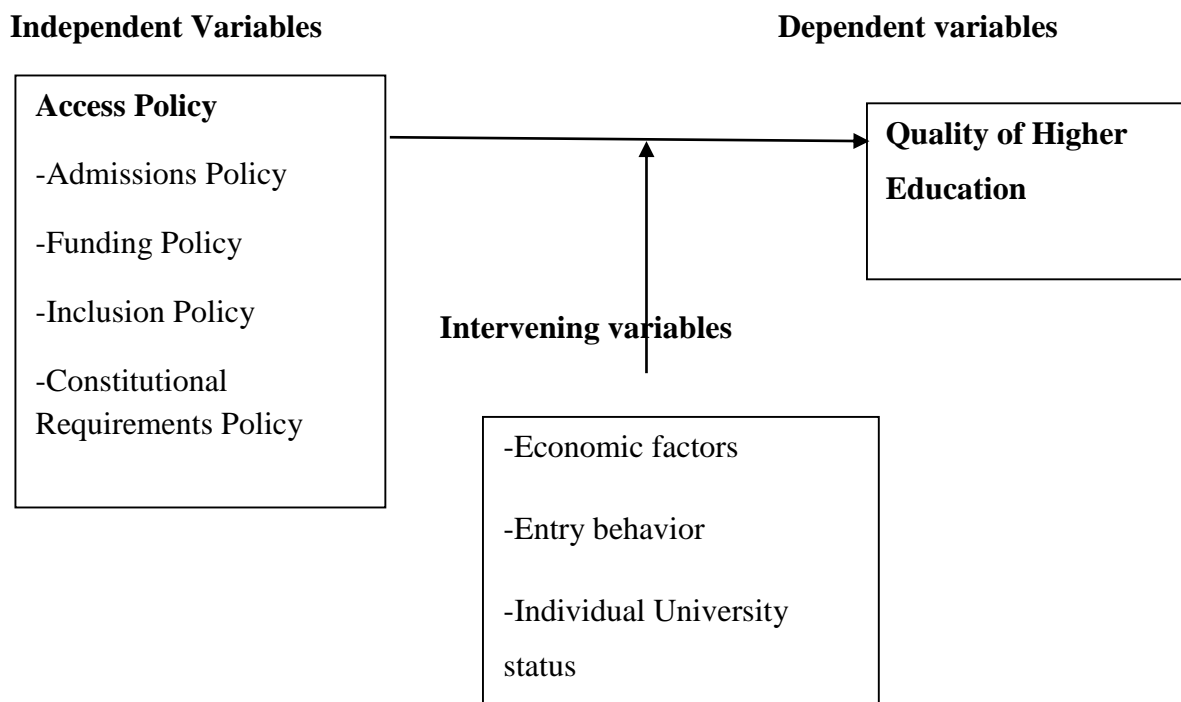 Independent Variables
Dependent variables
Access Policy
-Admissions Policy
-Funding Policy
-Inclusion Policy
-Constitutional
Requirements Policy
Quality of Higher
Education
Intervening variables
-Economic factors
-Entry behavior
-Individual University
status